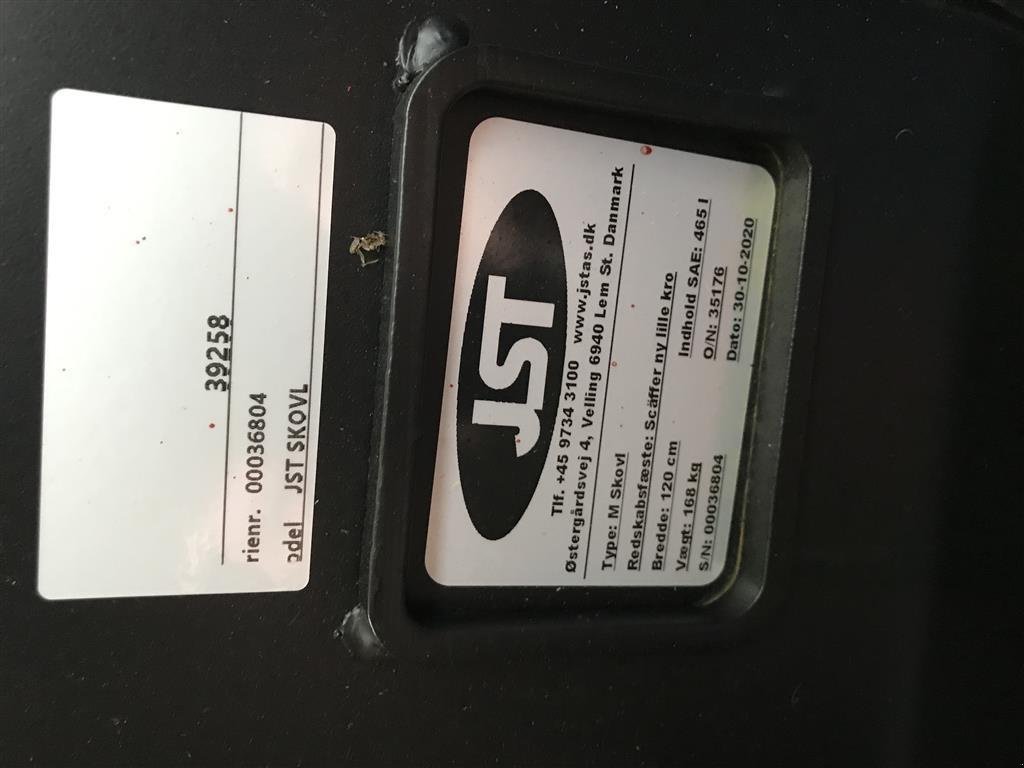 39258
rienr. 00036804
odel JST SKOVL
JST
Tlf. +45 9734 3100 www.jstas.dk
Østergårdsvej 4, Velling 6940 Lem St. Danmark
Type: M Skovl
Redskabsfæste: Scäffer ny lille kro
Bredde: 120 cm Indhold SAE: 465 l
Vægt: 168 kg O/N: 35176
S/N: 00036804 Dato: 30-10-2020